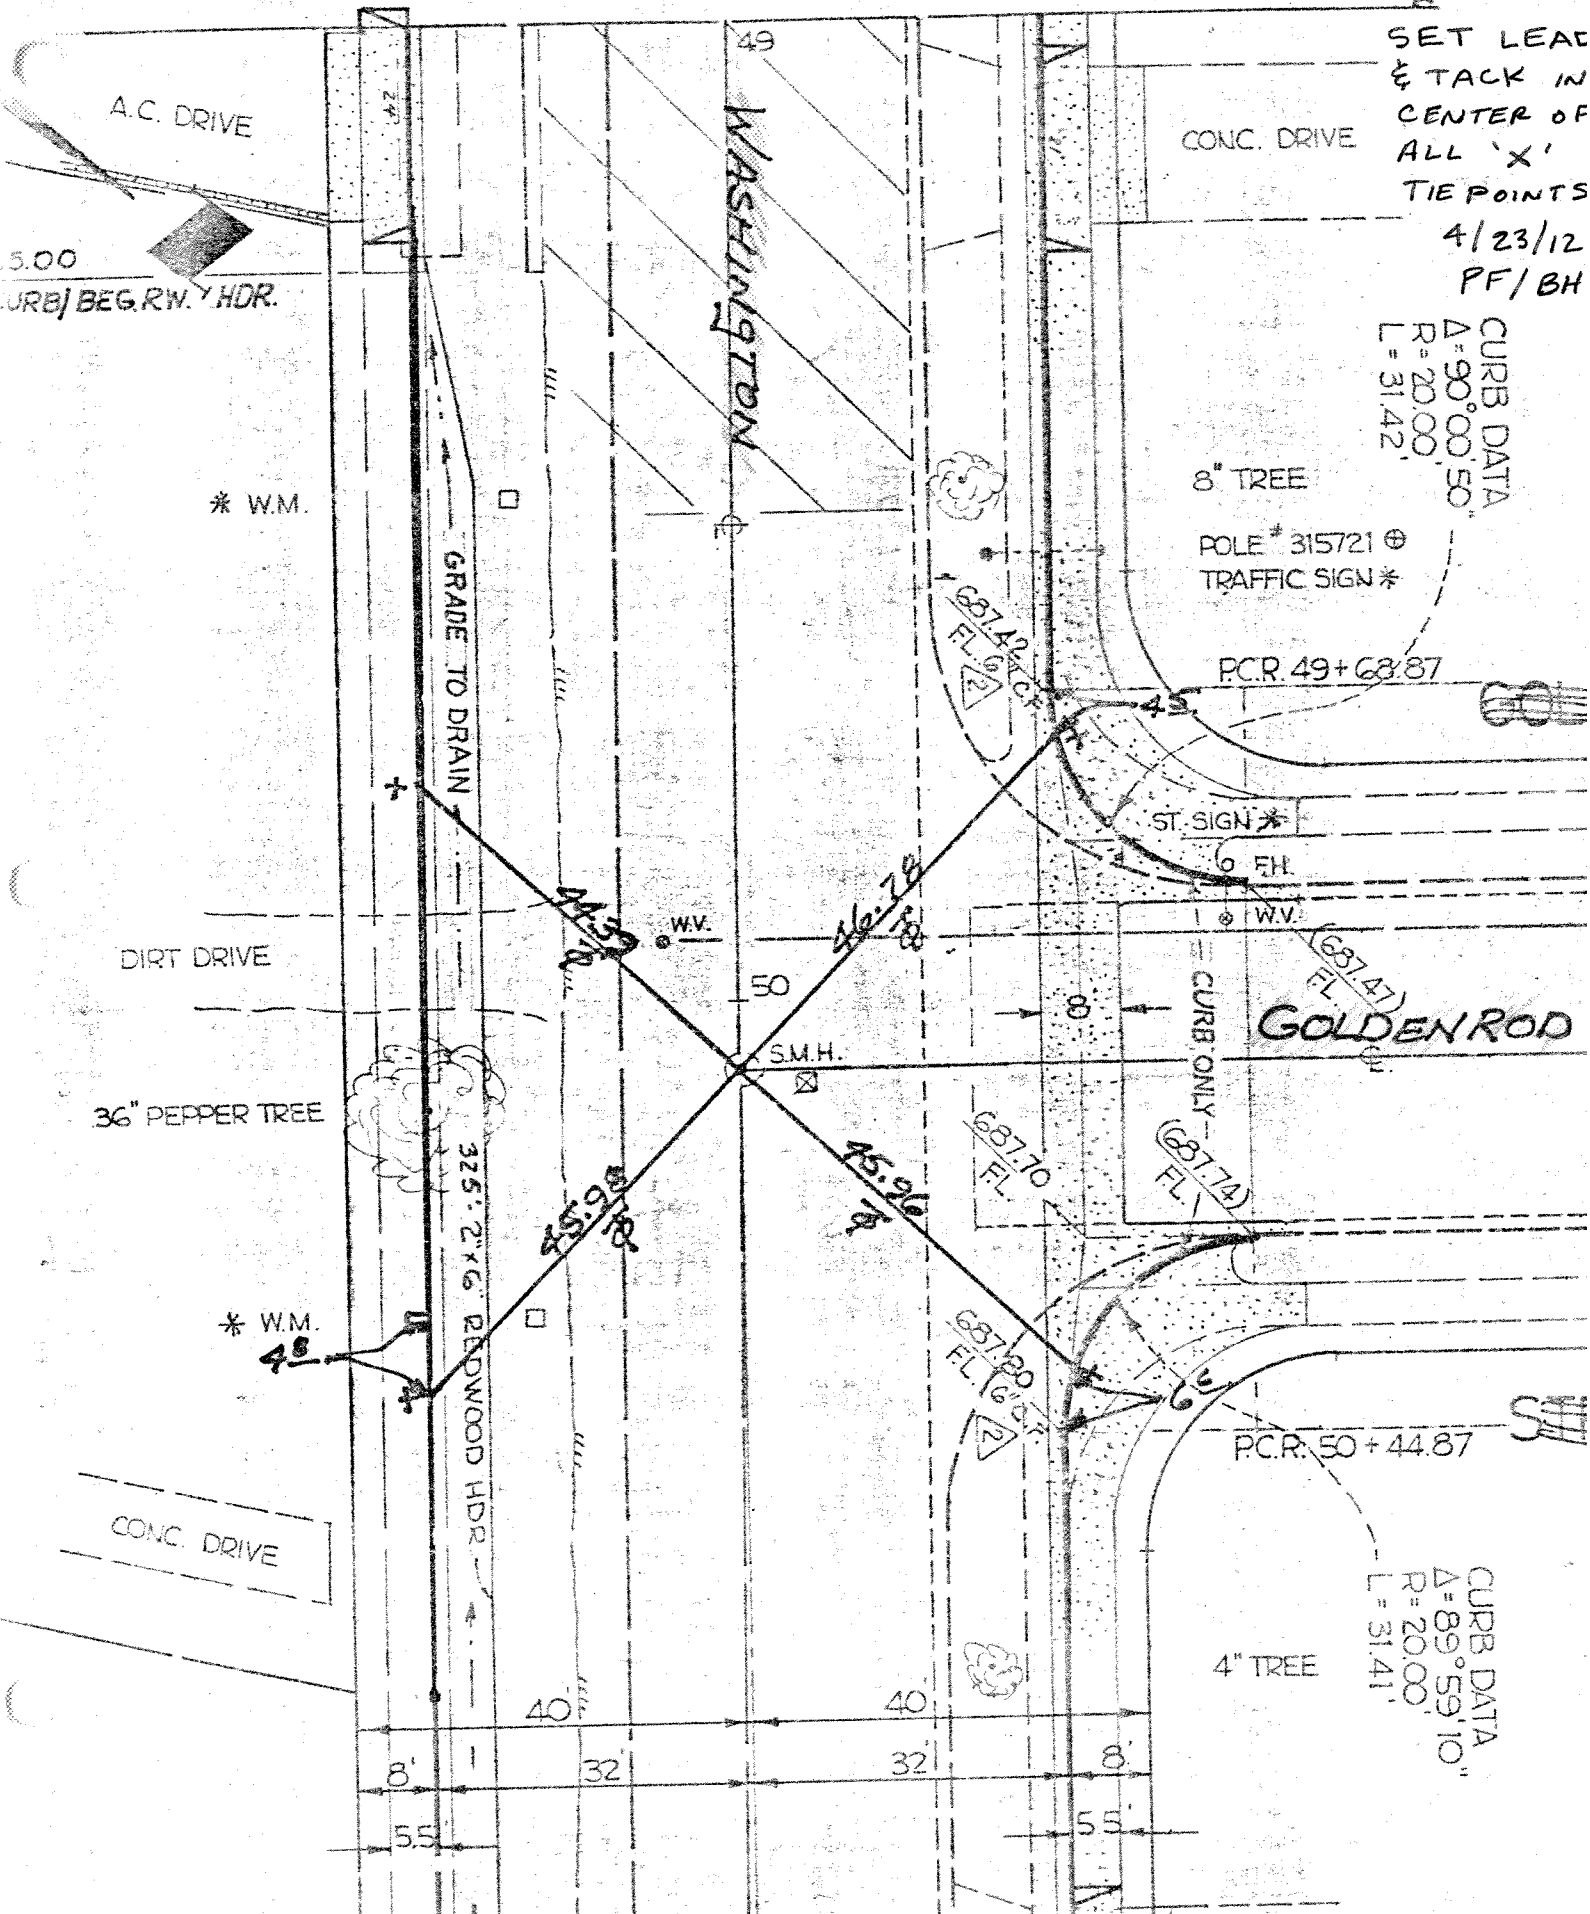 49
SET LEAD
& TACK IN
CENTER OF
ALL 'X'
TIE POINTS
4/23/12
PF/BH
A.C. DRIVE
24'
CONC. DRIVE
WASHINGTON
5.00
URB/BEG. RW. HDR.
CURB DATA
Δ=90°00'50"
R=20.00'
L=31.42'
* W.M.
8" TREE
POLE # 315721 ⊕
TRAFFIC SIGN *
GRADE TO DRAIN
687.42
FL.
2
P.C.R. 49+68.87
ST. SIGN *
F.H.
W.V.
W.V.
46.78
DIRT DRIVE
50
8'
CURB ONLY
(687.47)
FL.
GOLDENROD
S.M.H.
36" PEPPER TREE
325' 2"x6" REDWOOD HDR
45.96
687.70
FL.
(687.74)
FL.
* W.M.
687.80
FL.
2
P.C.R. 50+44.87
CONC. DRIVE
CURB DATA
Δ=89°59'10"
R=20.00'
L=31.41'
4" TREE
40' 40'
8' 32' 32' 8'
5.5' 5.5'